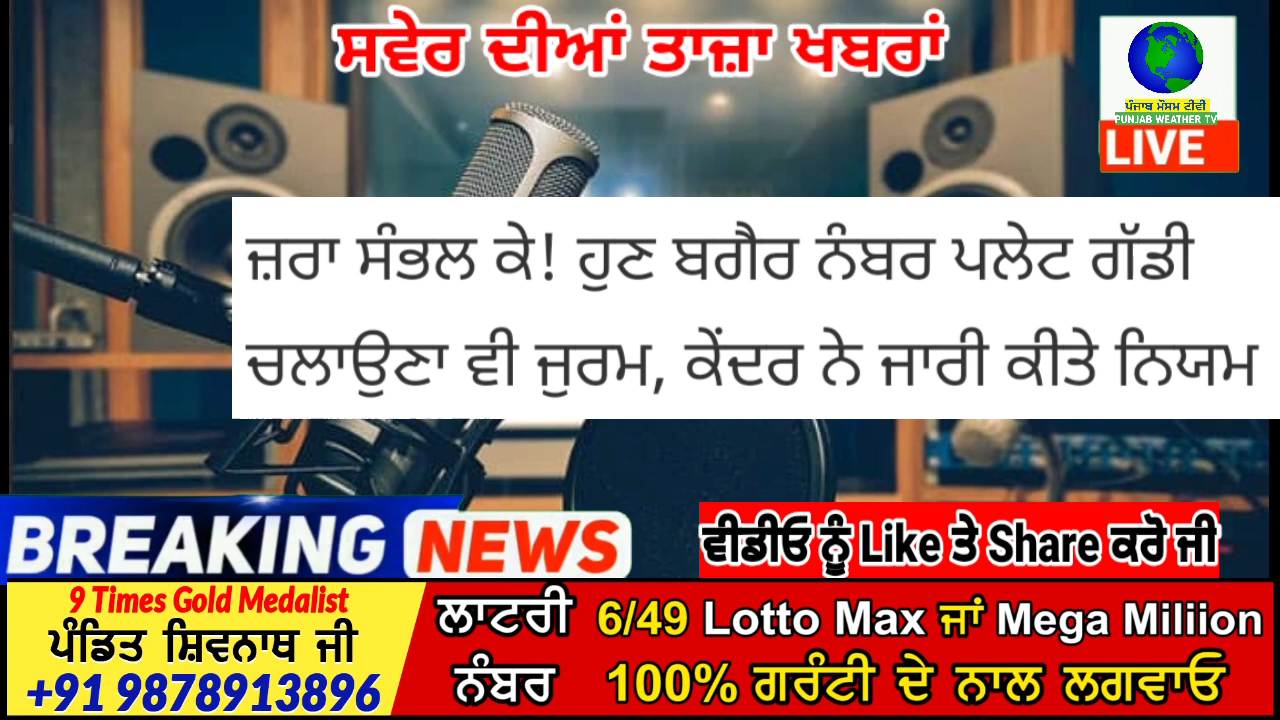 ਸਵੇਰ ਦੀਆਂ ਤਾਜ਼ਾ ਖਬਰਾਂ
ਪੰਜਾਬ ਮੌਸਮ ਟੀਵੀ
PUNJAB WEATHER TV
LIVE
ਜ਼ਰਾ ਸੰਭਲ ਕੇ! ਹੁਣ ਬਗੈਰ ਨੰਬਰ ਪਲੇਟ ਗੱਡੀ
ਚਲਾਉਣਾ ਵੀ ਜੁਰਮ, ਕੇਂਦਰ ਨੇ ਜਾਰੀ ਕੀਤੇ ਨਿਯਮ
BREAKING NEWS
ਵੀਡੀਓ ਨੂੰ Like ਤੇ Share ਕਰੋ ਜੀ
9 Times Gold Medalist
ਪੰਡਿਤ ਸ਼ਿਵਨਾਥ ਜੀ
+91 9878913896
ਲਾਟਰੀ 6/49 Lotto Max ਜਾਂ Mega Miliion
ਨੰਬਰ 100% ਗਰੰਟੀ ਦੇ ਨਾਲ ਲਗਵਾਓ